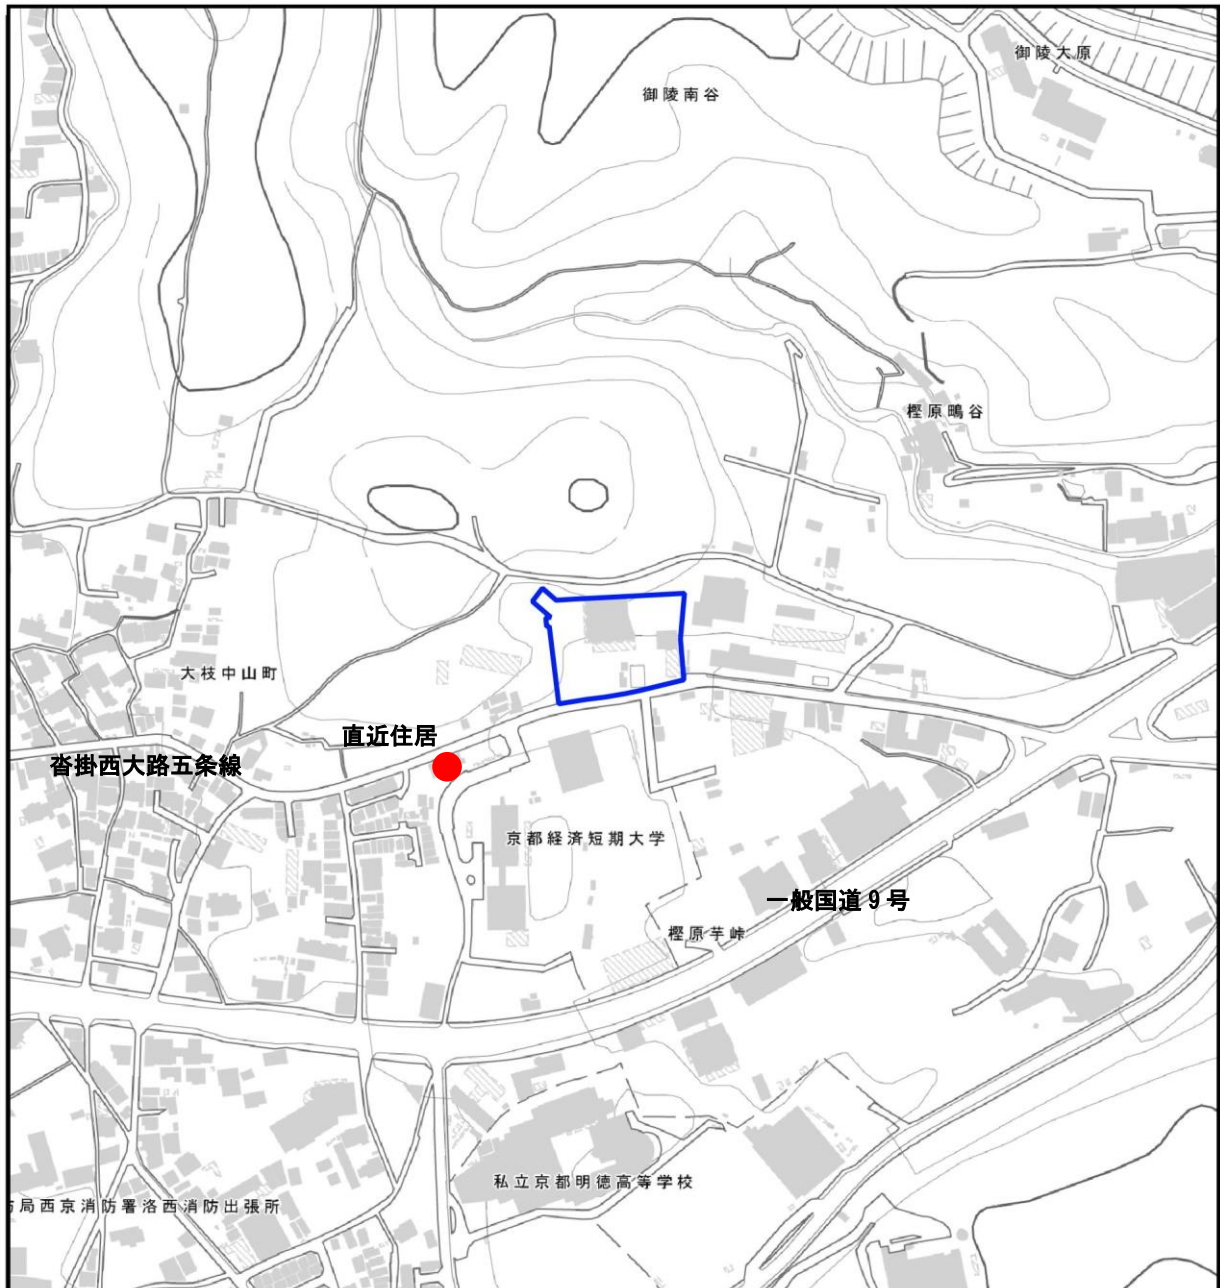 御陵大原
御陵南谷
樫原鴫谷
大枝中山町
直近住居
沓掛西大路五条線
京都経済短期大学
一般国道9号
樫原芋峠
私立京都明徳高等学校
局西京消防署洛西消防出張所